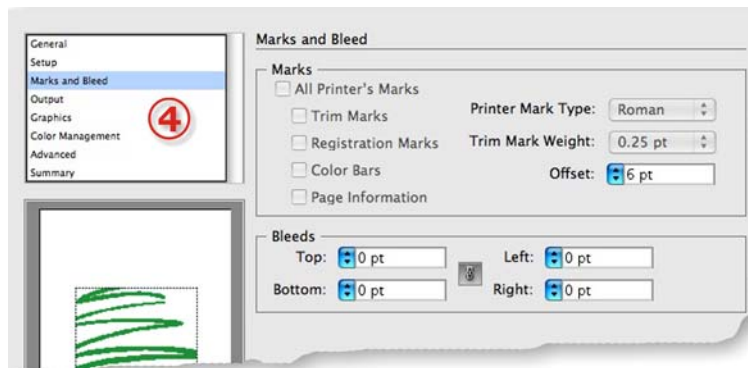 General
Setup
Marks and Bleed
Output
Graphics
Color Management
Advanced
Summary
4
Marks and Bleed
Marks
All Printer's Marks
Trim Marks
Registration Marks
Color Bars
Page Information
Printer Mark Type: Roman
Trim Mark Weight: 0.25 pt
Offset: 6 pt
Bleeds
Top: 0 pt
Left: 0 pt
Bottom: 0 pt
Right: 0 pt